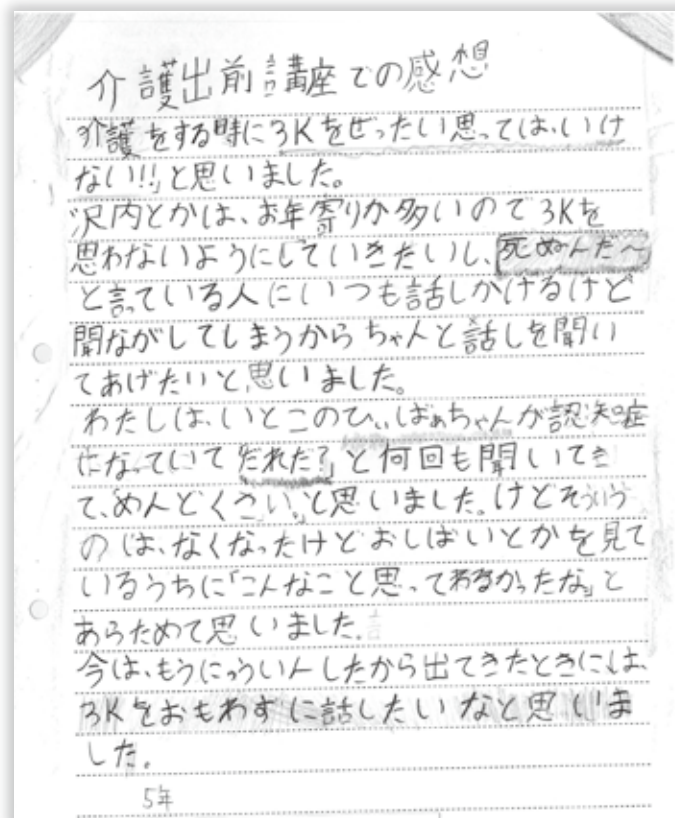 介護出前講座での感想
介護をする時に3Kをぜったい思っては、いけ
ない!!」と思いました。
沢内とかは、お年寄りが多いので3Kを
思わないようにしていきたいし、「死ぬんだ〜」
と言っている人にいつも話しかけるけど
聞ながしてしまうからちゃんと話しを聞い
てあげたいと、思いました。
わたしは、いとこのひぃばぁちゃんが認知症
になっていて「だれだ?」と何回も聞いてき
て、「めんどくさい。」と思いました。けどそういう
のは、なくなったけどおしばいとかを見て
いるうちに「こんなこと思ってわるかったな」と
あらためて思いました。
今は、もうにゅういんしたから出てきたときには、
3Kをおもわずに話したいなと思いま
した。
5年